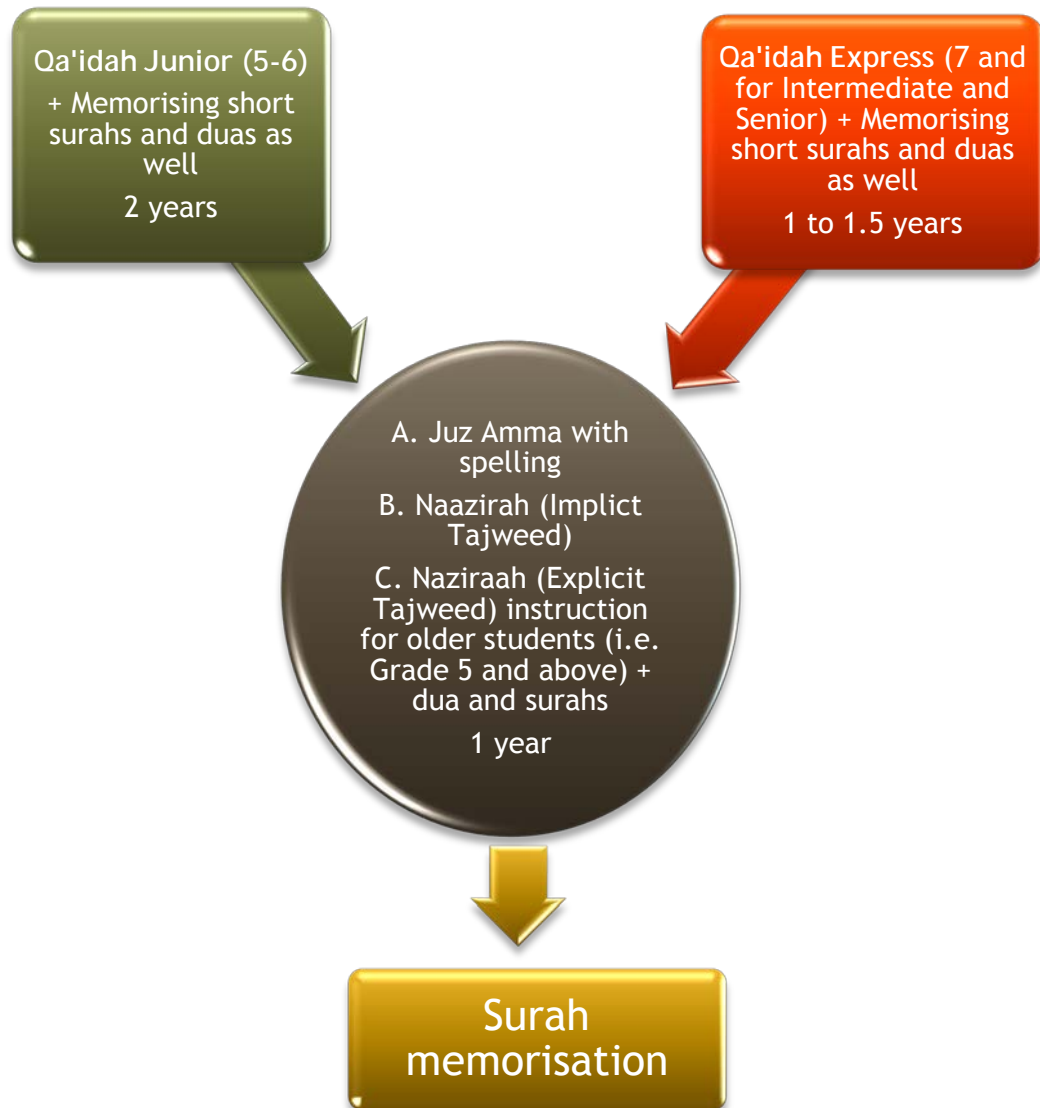 Qa'idah Junior (5-6)
+ Memorising short
surahs and duas as
well
2 years
Qa'idah Express (7 and
for Intermediate and
Senior) + Memorising
short surahs and duas
as well
1 to 1.5 years
A. Juz Amma with
spelling
B. Naazirah (Implict
Tajweed)
C. Naziraah (Explicit
Tajweed) instruction
for older students (i.e.
Grade 5 and above) +
dua and surahs
1 year
Surah
memorisation